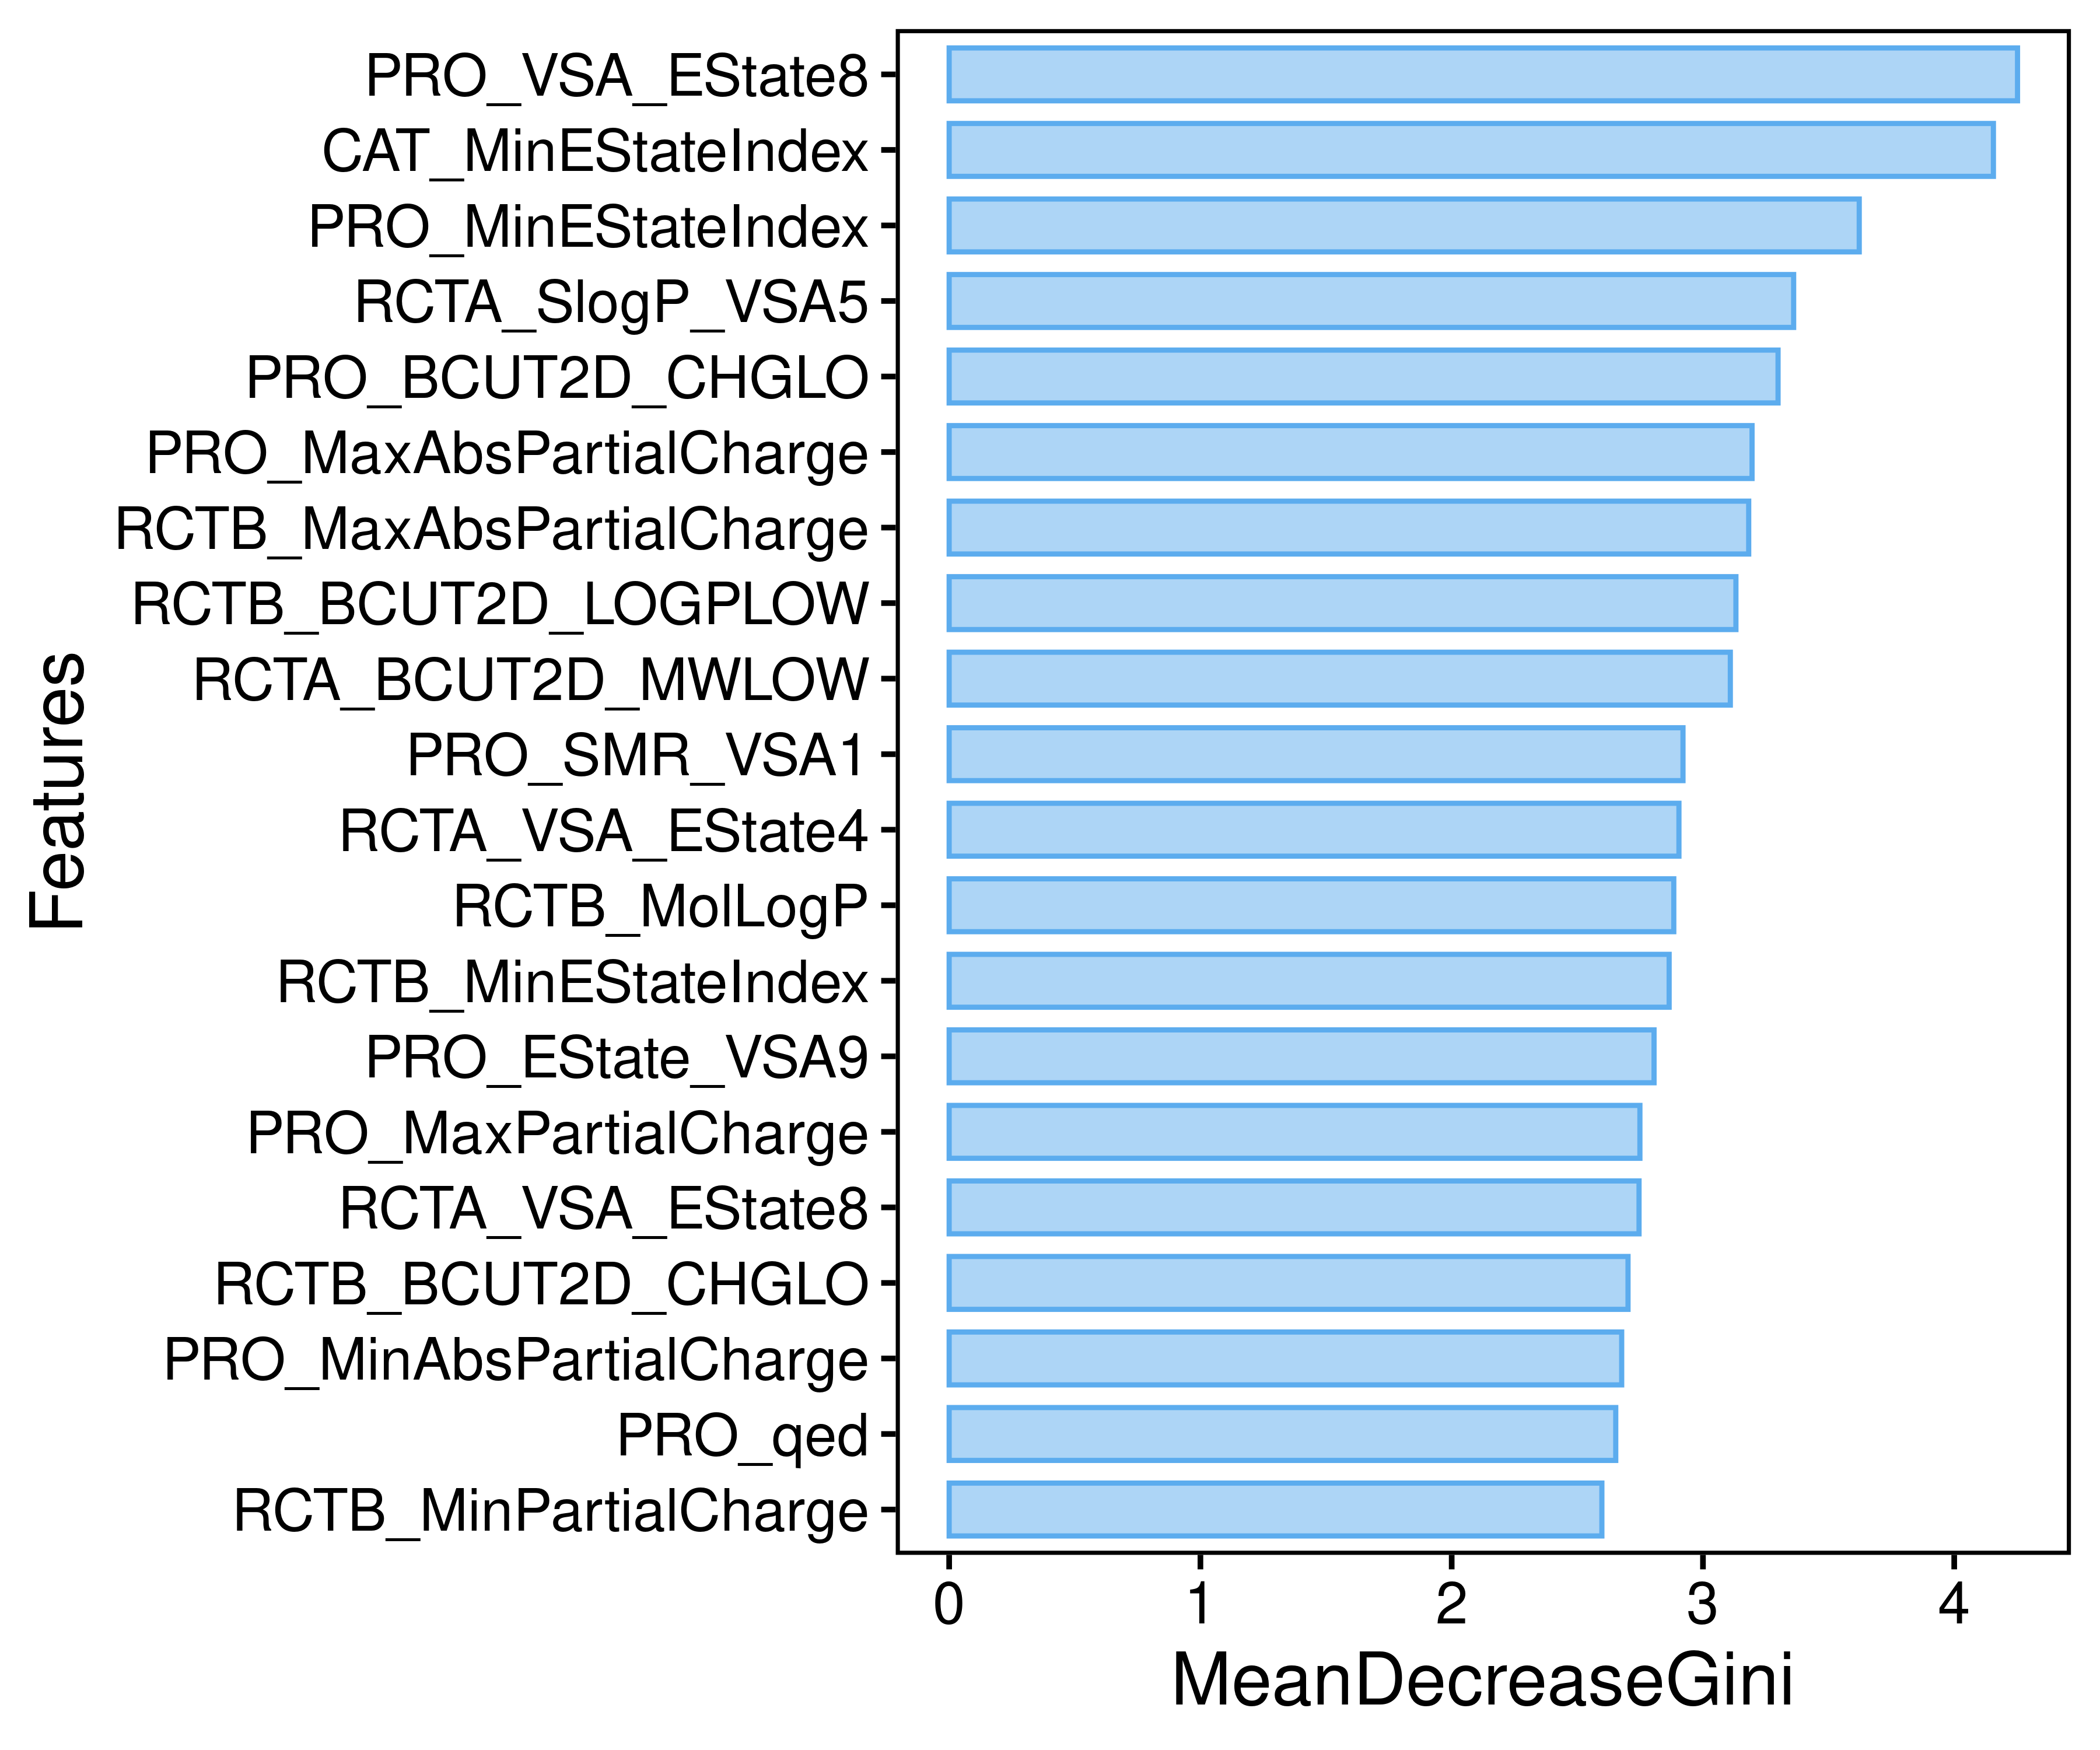 PRO_VSA_EState8
CAT_MinEStateIndex
PRO_MinEStateIndex
RCTA_SlogP_VSA5
PRO_BCUT2D_CHGLO
PRO_MaxAbsPartialCharge
RCTB_MaxAbsPartialCharge
RCTB_BCUT2D_LOGPLOW
RCTA_BCUT2D_MWLOW
PRO_SMR_VSA1
RCTA_VSA_EState4
RCTB_MolLogP
RCTB_MinEStateIndex
PRO_EState_VSA9
PRO_MaxPartialCharge
RCTA_VSA_EState8
RCTB_BCUT2D_CHGLO
PRO_MinAbsPartialCharge
PRO_qed
RCTB_MinPartialCharge
Features
0 1 2 3 4
MeanDecreaseGini